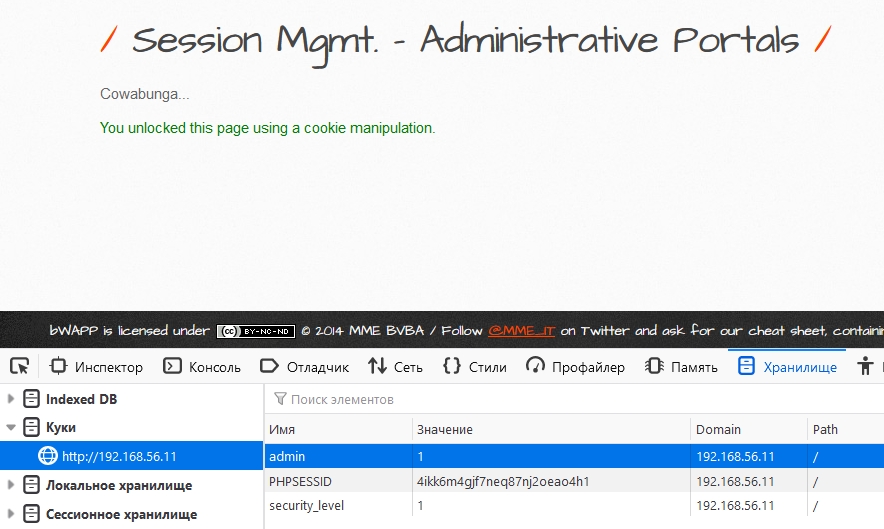 / Session Mgmt. - Administrative Portals /
Cowabunga...
You unlocked this page using a cookie manipulation.
bWAPP is licensed under (cc) BY-NC-ND © 2014 MME BVBA / Follow @MME_IT on Twitter and ask for our cheat sheet, containin
Инспектор Консоль Отладчик Сеть Стили Профайлер Память Хранилище
Indexed DB
Поиск элементов
Куки
Имя Значение Domain Path
http://192.168.56.11
admin 1 192.168.56.11 /
Локальное хранилище
PHPSESSID 4ikk6m4gjf7neq87nj2oeao4h1 192.168.56.11 /
Сессионное хранилище
security_level 1 192.168.56.11 /